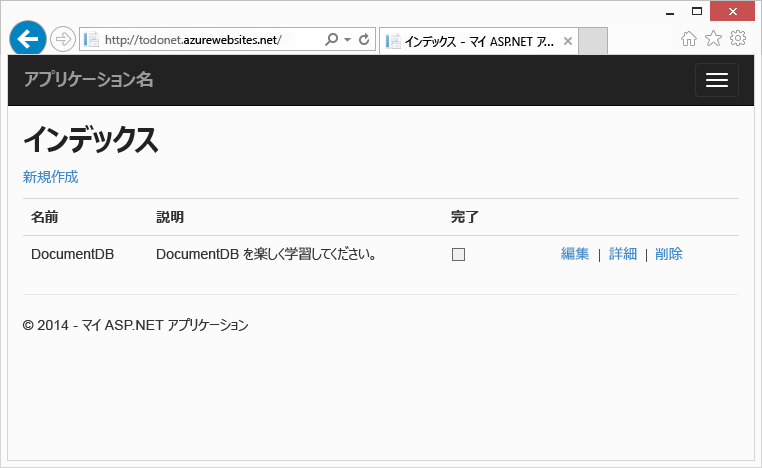 http://todonet.azurewebsites.net/
インデックス - マイ ASP.NET ア...
アプリケーション名
インデックス
新規作成
名前 説明 完了
DocumentDB DocumentDB を楽しく学習してください。 編集 | 詳細 | 削除
© 2014 - マイ ASP.NET アプリケーション